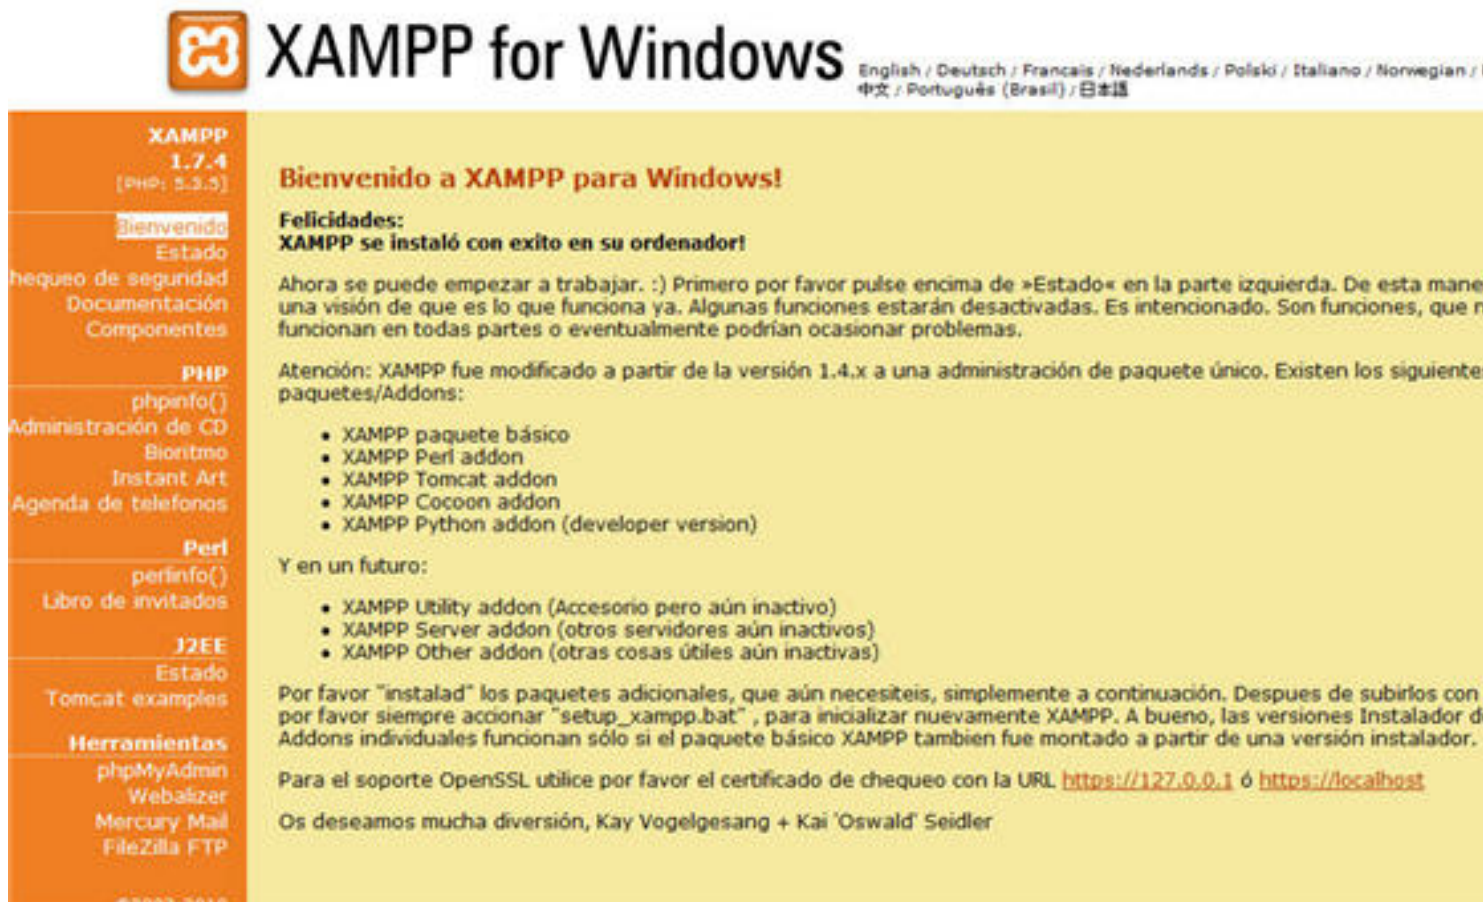 XAMPP for Windows
English / Deutsch / Francais / Nederlands / Polski / Italiano / Norwegian /
中文 / Português (Brasil) / 日本語
XAMPP
1.7.4
[PHP: 5.3.5]
Bienvenido
Estado
hequeo de seguridad
Documentación
Componentes
PHP
phpinfo()
Administración de CD
Bioritmo
Instant Art
Agenda de telefonos
Perl
perlinfo()
Libro de invitados
J2EE
Estado
Tomcat examples
Herramientas
phpMyAdmin
Webalizer
Mercury Mail
FileZilla FTP
Bienvenido a XAMPP para Windows!
Felicidades:
XAMPP se instaló con exito en su ordenador!
Ahora se puede empezar a trabajar. :) Primero por favor pulse encima de »Estado« en la parte izquierda. De esta mane
una visión de que es lo que funciona ya. Algunas funciones estarán desactivadas. Es intencionado. Son funciones, que
funcionan en todas partes o eventualmente podrían ocasionar problemas.
Atención: XAMPP fue modificado a partir de la versión 1.4.x a una administración de paquete único. Existen los siguiente
paquetes/Addons:
• XAMPP paquete básico
• XAMPP Perl addon
• XAMPP Tomcat addon
• XAMPP Cocoon addon
• XAMPP Python addon (developer version)
Y en un futuro:
• XAMPP Utility addon (Accesorio pero aún inactivo)
• XAMPP Server addon (otros servidores aún inactivos)
• XAMPP Other addon (otras cosas útiles aún inactivas)
Por favor "instalad" los paquetes adicionales, que aún necesiteis, simplemente a continuación. Despues de subirlos con
por favor siempre accionar "setup_xampp.bat" , para inicializar nuevamente XAMPP. A bueno, las versiones Instalador d
Addons individuales funcionan sólo si el paquete básico XAMPP tambien fue montado a partir de una versión instalador.
Para el soporte OpenSSL utilice por favor el certificado de chequeo con la URL https://127.0.0.1 ó https://localhost
Os deseamos mucha diversión, Kay Vogelgesang + Kai 'Oswald' Seidler